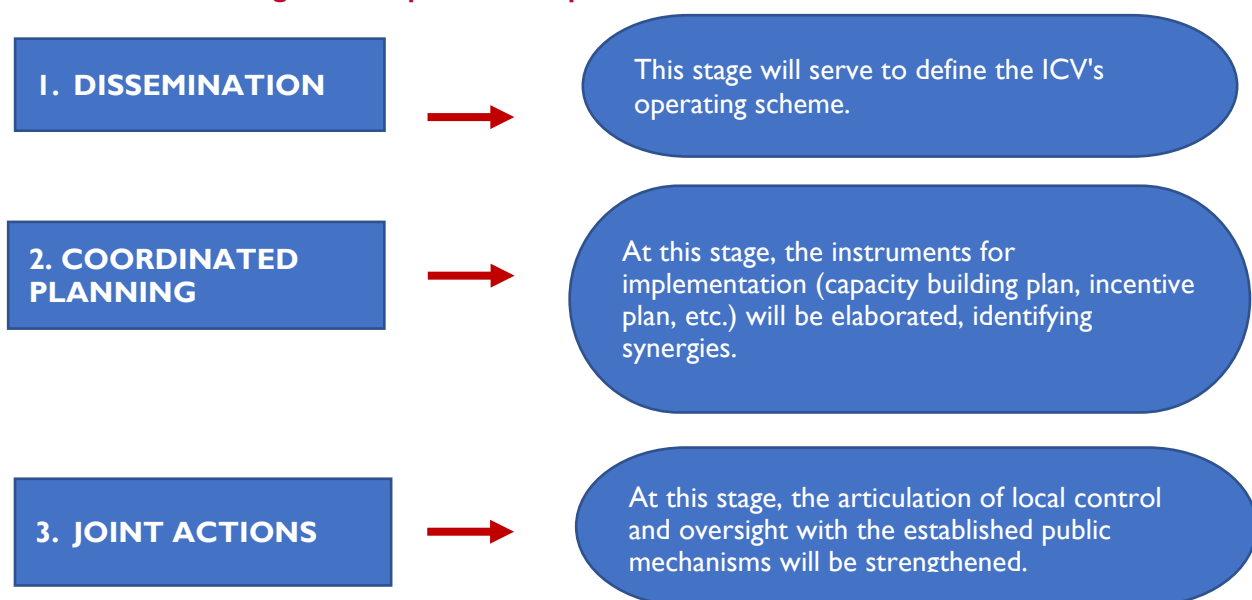 1. DISSEMINATION
This stage will serve to define the ICV's
operating scheme.
2. COORDINATED
PLANNING
At this stage, the instruments for
implementation (capacity building plan, incentive
plan, etc.) will be elaborated, identifying
synergies.
3. JOINT ACTIONS
At this stage, the articulation of local control
and oversight with the established public
mechanisms will be strengthened.